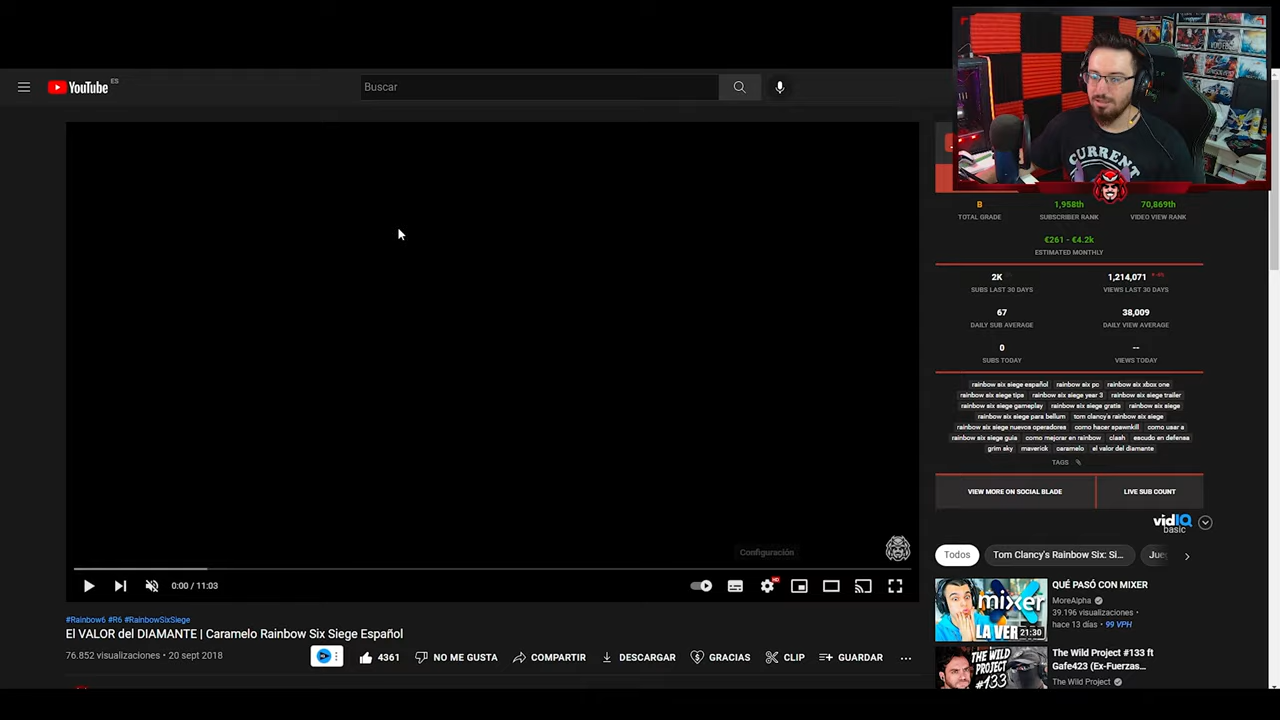 YouTube ES
Buscar
CURRENT
B
TOTAL GRADE
1,958th
SUBSCRIBER RANK
70,869th
VIDEO VIEW RANK
€261 - €4.2k
ESTIMATED MONTHLY
2K
SUBS LAST 30 DAYS
1,214,071
VIEWS LAST 30 DAYS
67
DAILY SUB AVERAGE
38,009
DAILY VIEW AVERAGE
0
SUBS TODAY
--
VIEWS TODAY
rainbow six siege español rainbow six pc rainbow six xbox one
rainbow six siege tips rainbow six siege year 3 rainbow six siege trailer
rainbow six siege gameplay rainbow six siege gratis rainbow six siege
rainbow six siege para bellum tom clancy's rainbow six siege
rainbow six siege nuevos operadores como hacer spawnkill como usar a
rainbow six siege guia como mejorar en rainbow clash escudo en defensa
grim sky maverick caramelo el valor del diamante
TAGS
VIEW MORE ON SOCIAL BLADE
LIVE SUB COUNT
vidIQ
basic
Configuración
0:00 / 11:03
HD
#Rainbow6 #R6 #RainbowSixSiege
El VALOR del DIAMANTE | Caramelo Rainbow Six Siege Español
76.852 visualizaciones • 20 sept 2018
4361
NO ME GUSTA
COMPARTIR
DESCARGAR
GRACIAS
CLIP
GUARDAR
Todos
Tom Clancy's Rainbow Six: Si...
Jue
mixer
LA VER
21:30
QUÉ PASÓ CON MIXER
MoreAlpha
39.196 visualizaciones •
hace 13 días • 99 VPH
THE WILD
PROJECT
#133
The Wild Project #133 ft
Gafe423 (Ex-Fuerzas...
The Wild Project